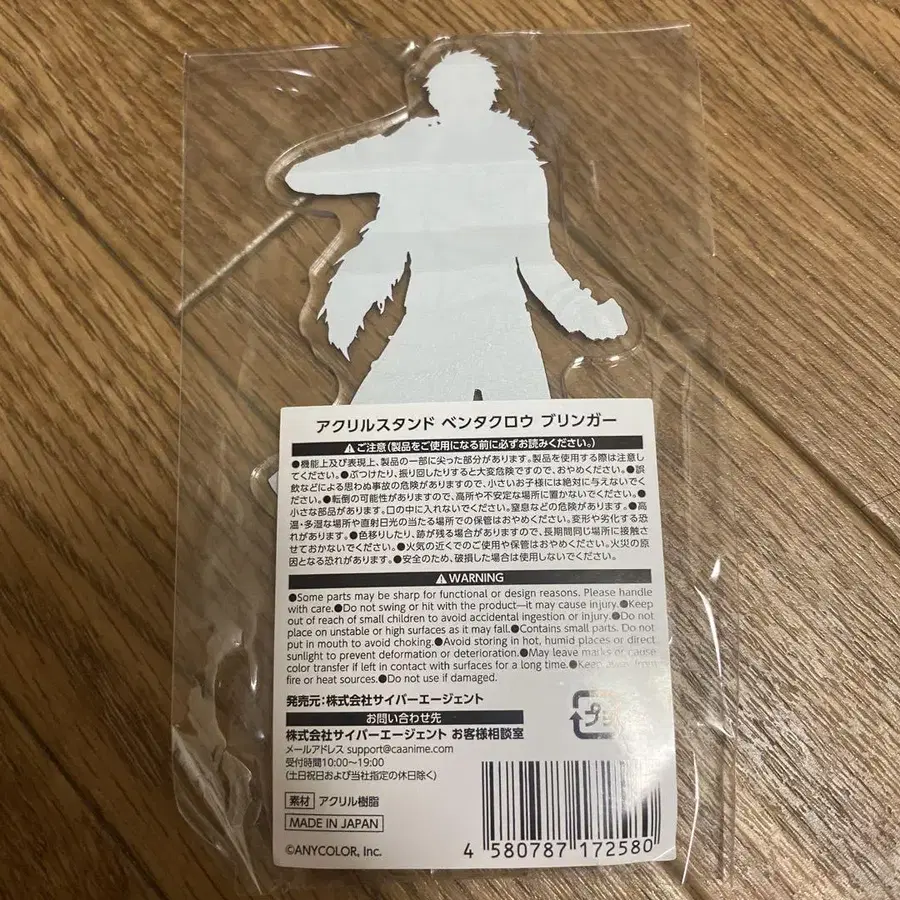 アクリルスタンド ベンタクロウ ブリンガー
⚠ご注意(製品をご使用になる前に必ずお読みください。)
●機能上及び表現上、製品の一部に尖った部分があります。製品を使用する際は注意し
てください。●ぶつけたり、振り回したりすると大変危険ですので、おやめください。●誤
飲などによる思わぬ事故の危険がありますので、小さいお子様には絶対に与えないでく
ださい。●転倒の可能性がありますので、高所や不安定な場所に置かないでください。●
小さな部品があります。口の中に入れないでください。窒息などの危険があります。●高
温・多湿な場所や直射日光の当たる場所での保管はおやめください。変形や劣化する恐
れがあります。●色移りしたり、跡が残る場合がありますので、長期間同じ場所に接触さ
せておかないでください。●火気の近くでのご使用や保管はおやめください。火災の原
因となる恐れがあります。●安全のため、破損した場合は使用しないでください。
⚠WARNING
●Some parts may be sharp for functional or design reasons. Please handle
with care.●Do not swing or hit with the product—it may cause injury.●Keep
out of reach of small children to avoid accidental ingestion or injury.●Do not
place on unstable or high surfaces as it may fall.●Contains small parts. Do not
put in mouth to avoid choking.●Avoid storing in hot, humid places or direct
sunlight to prevent deformation or deterioration.●May leave marks or cause
color transfer if left in contact with surfaces for a long time.●Keep away from
fire or heat sources.●Do not use if damaged.
発売元:株式会社サイバーエージェント
お問い合わせ先
株式会社サイバーエージェント お客様相談室
メールアドレス support@caanime.com
受付時間10:00〜19:00
(土日祝日および当社指定の休日除く)
プラ
素材 アクリル樹脂
MADE IN JAPAN
©ANYCOLOR, Inc.
4 580787 172580